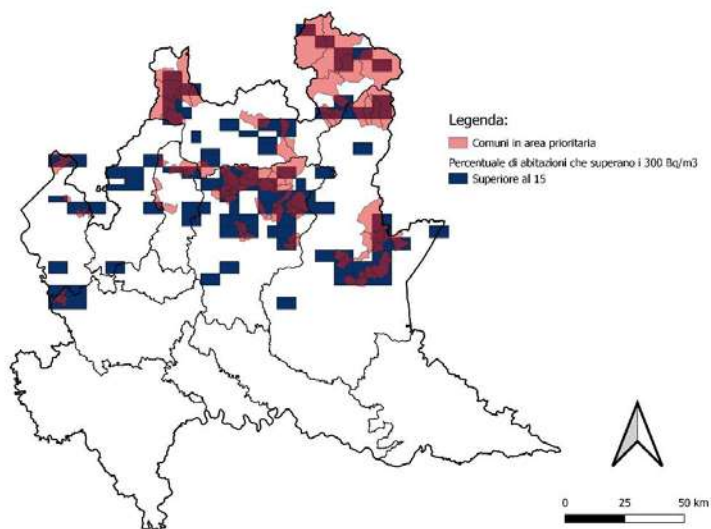 Legenda:
Comuni in area prioritaria
Percentuale di abitazioni che superano i 300 Bq/m3
Superiore al 15
0 25 50 km